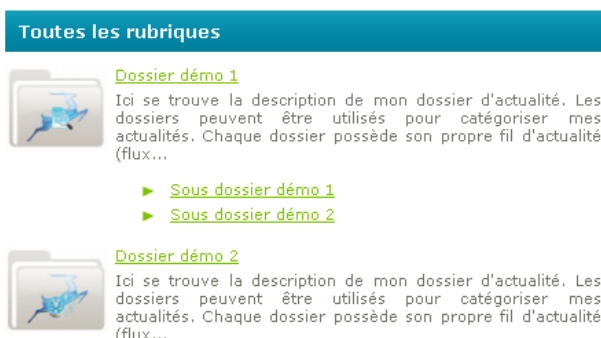 Toutes les rubriques
Dossier démo 1
Ici se trouve la description de mon dossier d'actualité. Les
dossiers peuvent être utilisés pour catégoriser mes
actualités. Chaque dossier possède son propre fil d'actualité
(flux...
► Sous dossier démo 1
► Sous dossier démo 2
Dossier démo 2
Ici se trouve la description de mon dossier d'actualité. Les
dossiers peuvent être utilisés pour catégoriser mes
actualités. Chaque dossier possède son propre fil d'actualité
(flux...